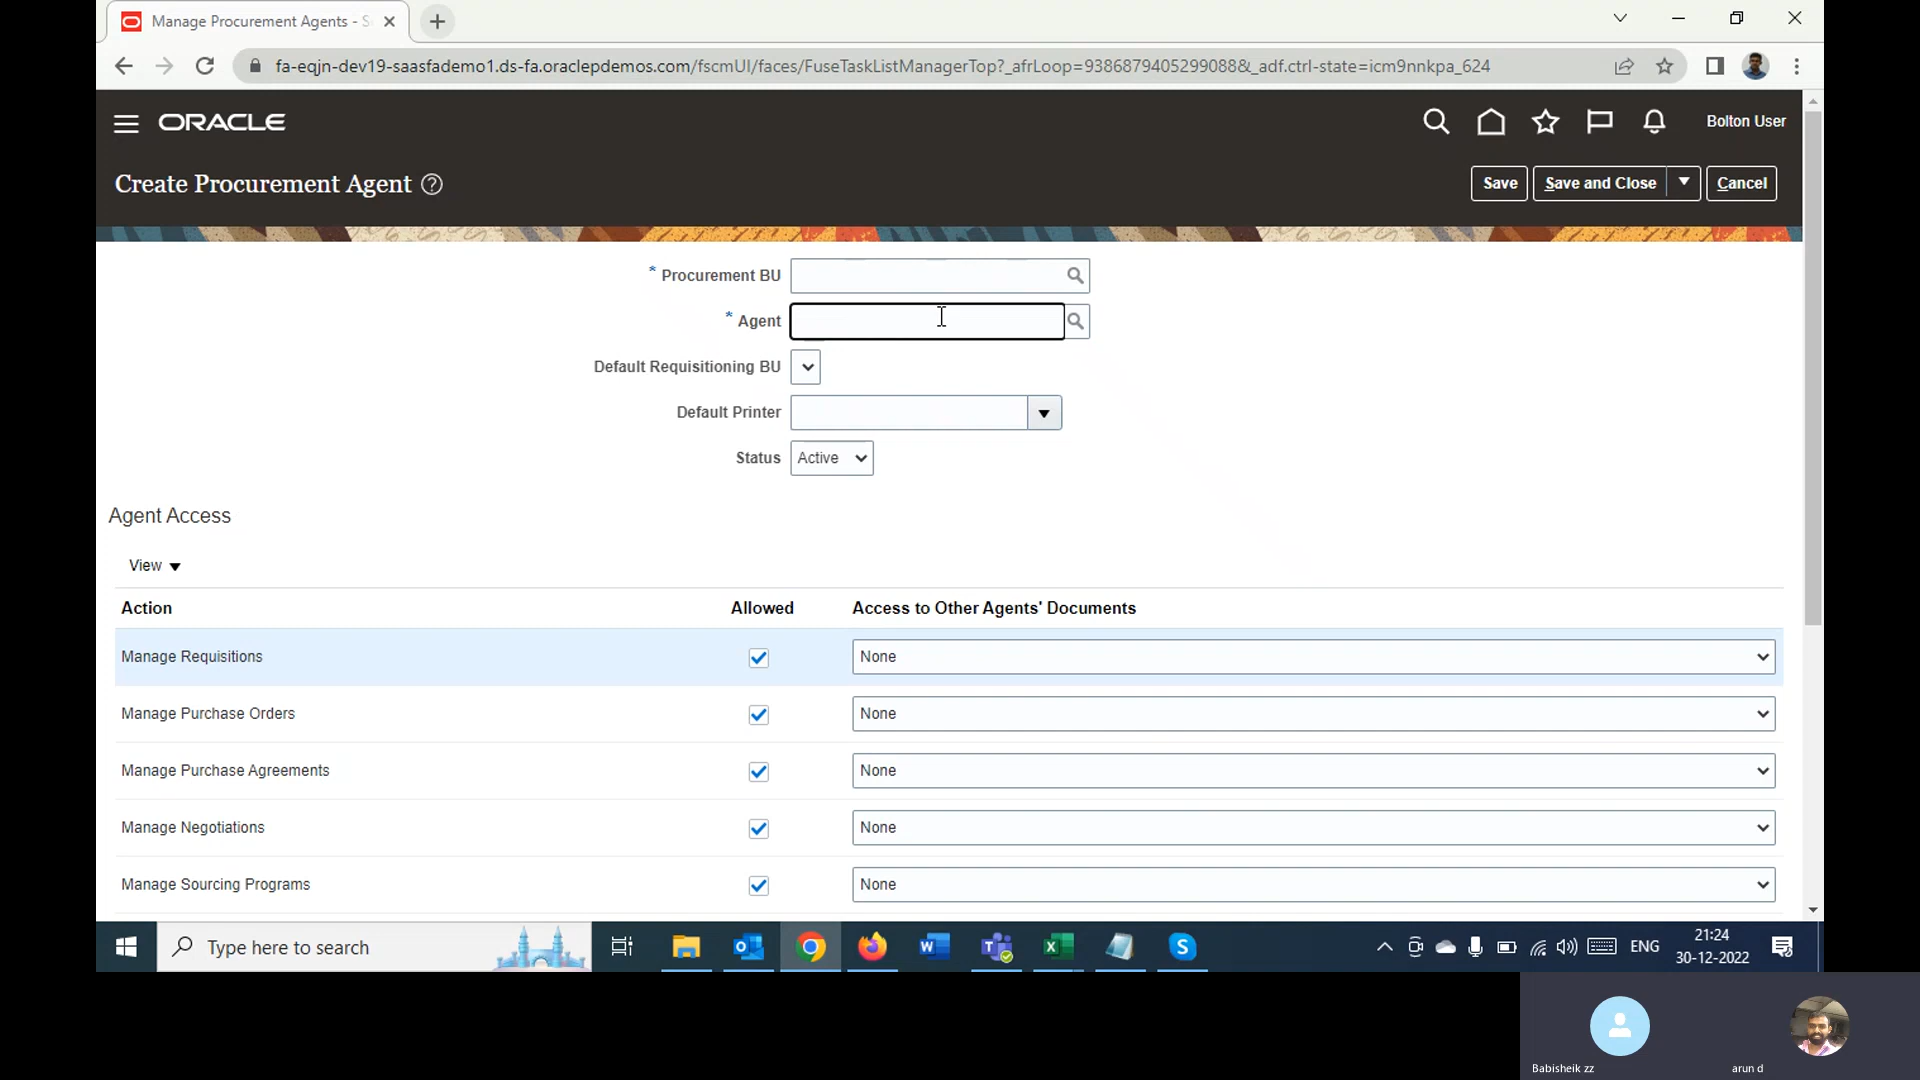 Manage Procurement Agents - S
fa-eqjn-dev19-saasfademo1.ds-fa.oraclepdemos.com/fscmUI/faces/FuseTaskListManagerTop?_afrLoop=9386879405299088&_adf.ctrl-state=icm9nnkpa_624
ORACLE
Bolton User
Create Procurement Agent ?
Save
Save and Close
Cancel
* Procurement BU
* Agent
Default Requisitioning BU
Default Printer
Status
Active
Agent Access
View
Action
Allowed
Access to Other Agents' Documents
Manage Requisitions
None
Manage Purchase Orders
None
Manage Purchase Agreements
None
Manage Negotiations
None
Manage Sourcing Programs
None
Type here to search
ENG
21:24
30-12-2022
Babisheik zz
arun d